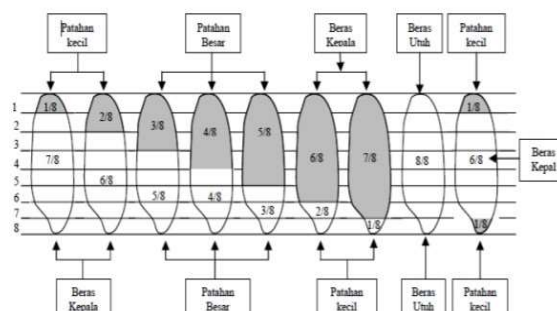 Patahan
kecil
Patahan
Besar
Beras
Kepala
Beras
Utuh
Patahan
kecil
1
2
3
4
5
6
7
8
1/8
2/8
3/8
4/8
5/8
6/8
7/8
8/8
1/8
7/8
6/8
5/8
4/8
3/8
2/8
1/8
6/8
1/8
Beras
Kepal
Beras
Kepala
Patahan
Besar
Patahan
kecil
Beras
Utuh
Patahan
kecil